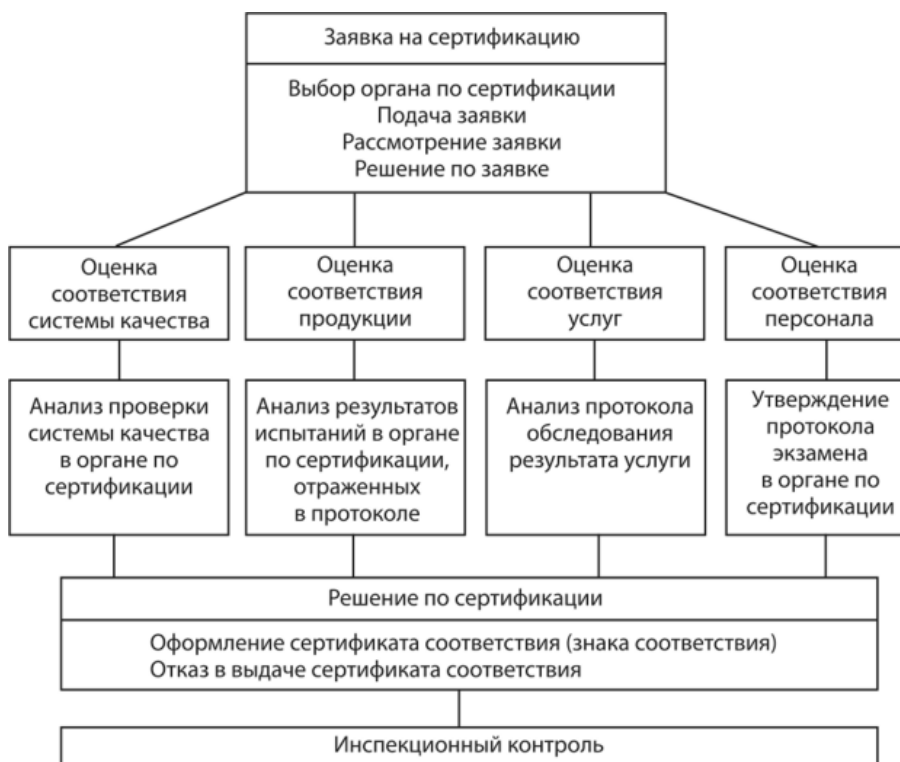 Заявка на сертификацию
Выбор органа по сертификации
Подача заявки
Рассмотрение заявки
Решение по заявке
Оценка
соответствия
системы качества
Оценка
соответствия
продукции
Оценка
соответствия
услуг
Оценка
соответствия
персонала
Анализ проверки
системы качества
в органе по
сертификации
Анализ результатов
испытаний в органе
по сертификации,
отраженных
в протоколе
Анализ протокола
обследования
результата услуги
Утверждение
протокола
экзамена
в органе по
сертификации
Решение по сертификации
Оформление сертификата соответствия (знака соответствия)
Отказ в выдаче сертификата соответствия
Инспекционный контроль